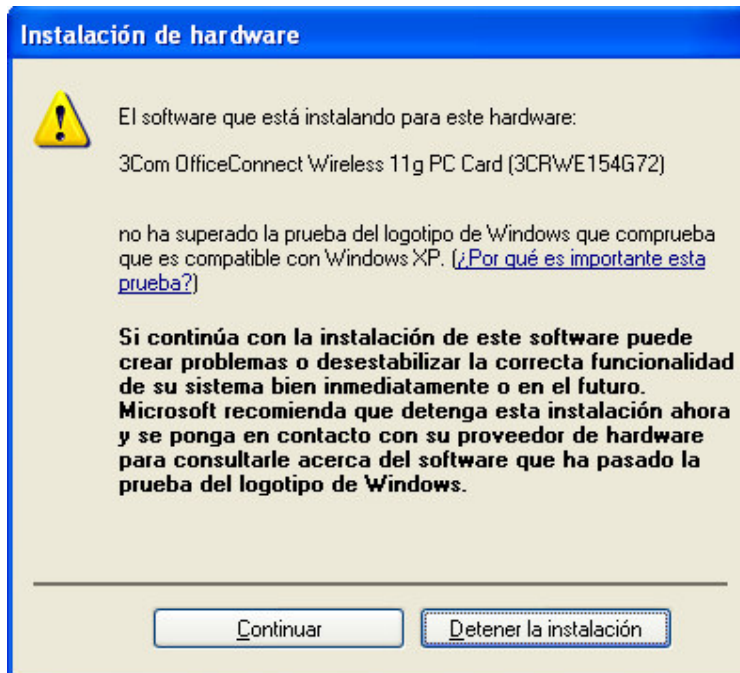 Instalación de hardware
El software que está instalando para este hardware:
3Com OfficeConnect Wireless 11g PC Card (3CRWE154G72)
no ha superado la prueba del logotipo de Windows que comprueba
que es compatible con Windows XP. (¿Por qué es importante esta
prueba?)
Si continúa con la instalación de este software puede
crear problemas o desestabilizar la correcta funcionalidad
de su sistema bien inmediatamente o en el futuro.
Microsoft recomienda que detenga esta instalación ahora
y se ponga en contacto con su proveedor de hardware
para consultarle acerca del software que ha pasado la
prueba del logotipo de Windows.
Continuar Detener la instalación